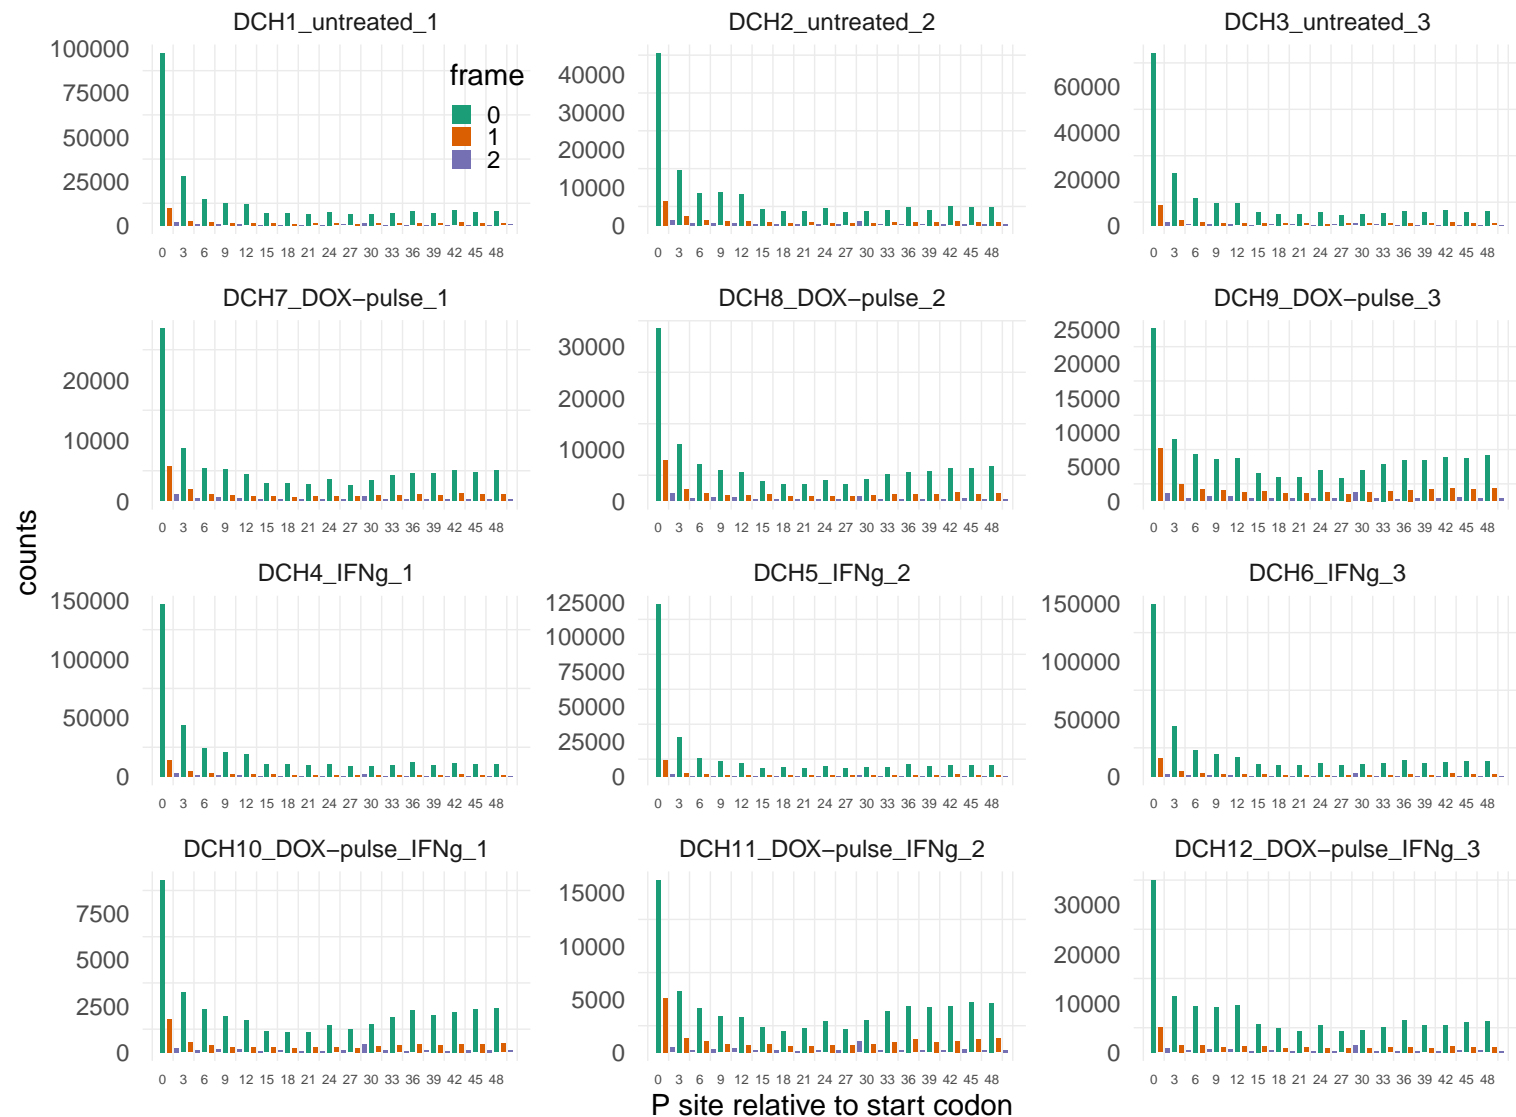 DCH1_untreated_1 DCH2_untreated_2 DCH3_untreated_3
100000
75000
50000
25000
0
frame
0
1
2
40000
30000
20000
10000
0
60000
40000
20000
0
0 3 6 9 12 15 18 21 24 27 30 33 36 39 42 45 48
0 3 6 9 12 15 18 21 24 27 30 33 36 39 42 45 48
0 3 6 9 12 15 18 21 24 27 30 33 36 39 42 45 48
DCH7_DOX−pulse_1 DCH8_DOX−pulse_2 DCH9_DOX−pulse_3
20000
10000
0
30000
20000
10000
0
25000
20000
15000
10000
5000
0
0 3 6 9 12 15 18 21 24 27 30 33 36 39 42 45 48
0 3 6 9 12 15 18 21 24 27 30 33 36 39 42 45 48
0 3 6 9 12 15 18 21 24 27 30 33 36 39 42 45 48
counts
DCH4_IFNg_1 DCH5_IFNg_2 DCH6_IFNg_3
150000
100000
50000
0
125000
100000
75000
50000
25000
0
150000
100000
50000
0
0 3 6 9 12 15 18 21 24 27 30 33 36 39 42 45 48
0 3 6 9 12 15 18 21 24 27 30 33 36 39 42 45 48
0 3 6 9 12 15 18 21 24 27 30 33 36 39 42 45 48
DCH10_DOX−pulse_IFNg_1 DCH11_DOX−pulse_IFNg_2 DCH12_DOX−pulse_IFNg_3
7500
5000
2500
0
15000
10000
5000
0
30000
20000
10000
0
0 3 6 9 12 15 18 21 24 27 30 33 36 39 42 45 48
0 3 6 9 12 15 18 21 24 27 30 33 36 39 42 45 48
0 3 6 9 12 15 18 21 24 27 30 33 36 39 42 45 48
P site relative to start codon